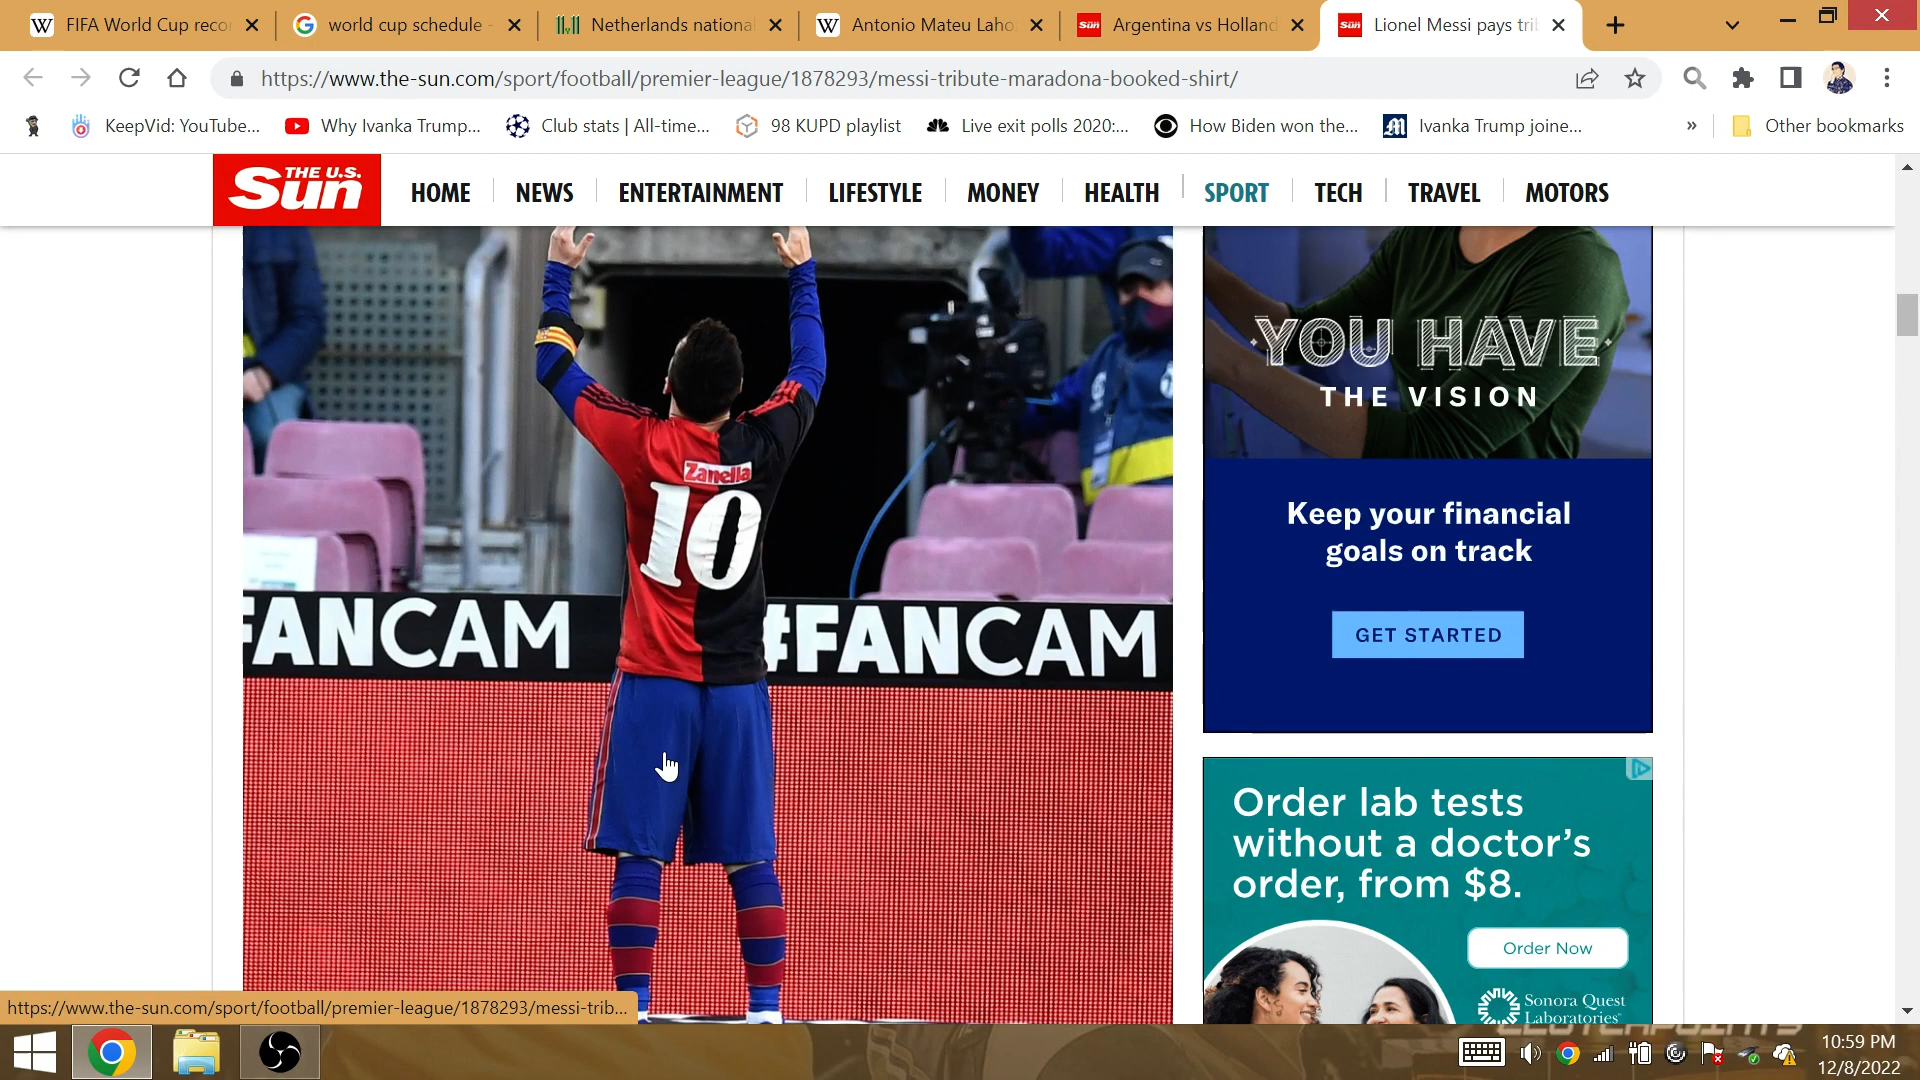 FIFA World Cup reco
world cup schedule -
Netherlands national
Antonio Mateu Laho
Argentina vs Holland
Lionel Messi pays tri
https://www.the-sun.com/sport/football/premier-league/1878293/messi-tribute-maradona-booked-shirt/
KeepVid: YouTube...
Why Ivanka Trump...
Club stats | All-time...
98 KUPD playlist
Live exit polls 2020:...
How Biden won the...
Ivanka Trump joine...
»
Other bookmarks
THE U.S.
Sun
HOME
NEWS
ENTERTAINMENT
LIFESTYLE
MONEY
HEALTH
SPORT
TECH
TRAVEL
MOTORS
Zanella
10
FANCAM
#FANCAM
YOU HAVE
THE VISION
Keep your financial
goals on track
GET STARTED
Order lab tests
without a doctor's
order, from $8.
Order Now
Sonora Quest
Laboratories
https://www.the-sun.com/sport/football/premier-league/1878293/messi-trib...
CLUTCHPOINTS
10:59 PM
12/8/2022